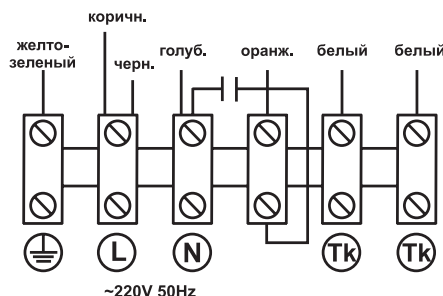 коричн.
желто-
зеленый
черн.
голуб.
оранж.
белый
белый
L
N
Tk
Tk
~220V 50Hz